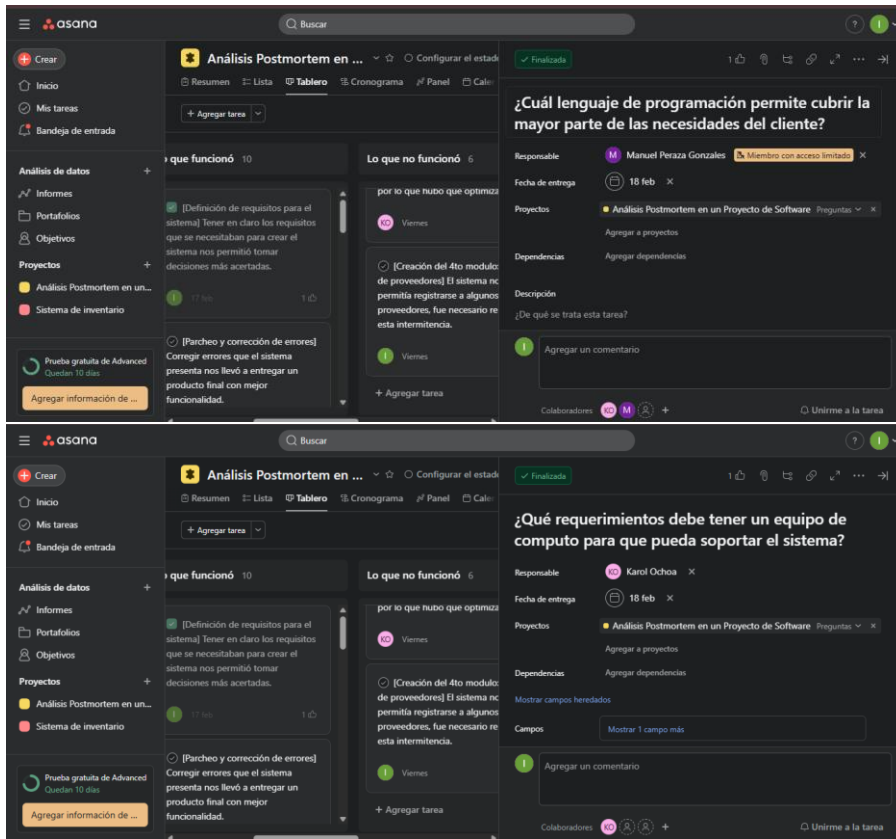 asana
Buscar
?
I
Crear
Inicio
Mis tareas
Bandeja de entrada
Análisis de datos +
Informes
Portafolios
Objetivos
Proyectos +
Análisis Postmortem en un...
Sistema de inventario
Prueba gratuita de Advanced
Quedan 10 días
Agregar información de ...
Análisis Postmortem en ...
Configurar el estado
Resumen Lista Tablero Cronograma Panel
+ Agregar tarea
que funcionó 10
[Definición de requisitos para el
sistema] Tener en claro los requisitos
que se necesitaban para crear el
sistema nos permitió tomar
decisiones más acertadas.
I 17 feb 1
[Parcheo y corrección de errores]
Corregir errores que el sistema
presenta nos llevó a entregar un
producto final con mejor
funcionalidad.
Lo que no funcionó 6
por lo que hubo que optimiza
KO Viernes
[Creación del 4to modulo:
de proveedores] El sistema no
permitía registrarse a algunos
proveedores, fue necesario re
esta intermitencia.
I Viernes
+ Agregar tarea
Finalizada
1
¿Cuál lenguaje de programación permite cubrir la
mayor parte de las necesidades del cliente?
Responsable M Manuel Peraza Gonzales Miembro con acceso limitado ×
Fecha de entrega 18 feb ×
Proyectos Análisis Postmortem en un Proyecto de Software Preguntas ×
Agregar a proyectos
Dependencias Agregar dependencias
Descripción
¿De qué se trata esta tarea?
I Agregar un comentario
Colaboradores KO M + Unirme a la tarea
asana
Buscar
?
I
Crear
Inicio
Mis tareas
Bandeja de entrada
Análisis de datos +
Informes
Portafolios
Objetivos
Proyectos +
Análisis Postmortem en un...
Sistema de inventario
Prueba gratuita de Advanced
Quedan 10 días
Agregar información de ...
Análisis Postmortem en ...
Configurar el estado
Resumen Lista Tablero Cronograma Panel
+ Agregar tarea
que funcionó 10
[Definición de requisitos para el
sistema] Tener en claro los requisitos
que se necesitaban para crear el
sistema nos permitió tomar
decisiones más acertadas.
I 17 feb 1
[Parcheo y corrección de errores]
Corregir errores que el sistema
presenta nos llevó a entregar un
producto final con mejor
funcionalidad.
Lo que no funcionó 6
por lo que hubo que optimiza
KO Viernes
[Creación del 4to modulo:
de proveedores] El sistema no
permitía registrarse a algunos
proveedores, fue necesario re
esta intermitencia.
I Viernes
+ Agregar tarea
Finalizada
1
¿Qué requerimientos debe tener un equipo de
computo para que pueda soportar el sistema?
Responsable KO Karol Ochoa ×
Fecha de entrega 18 feb ×
Proyectos Análisis Postmortem en un Proyecto de Software Preguntas ×
Agregar a proyectos
Dependencias Agregar dependencias
Mostrar campos heredados
Campos Mostrar 1 campo más
I Agregar un comentario
Colaboradores KO + Unirme a la tarea